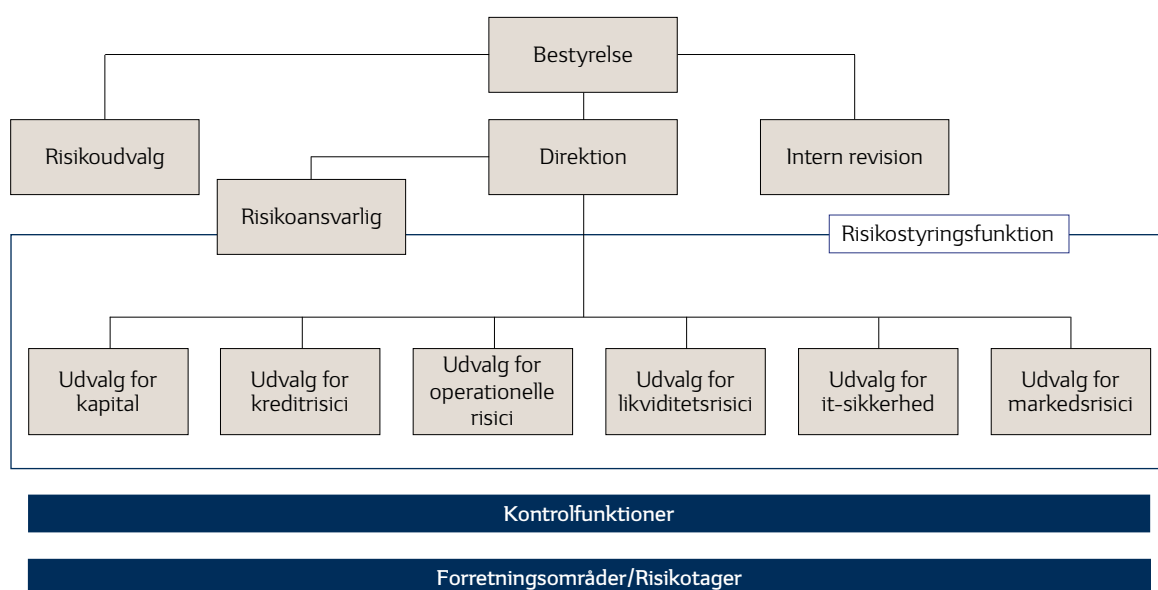 Bestyrelse
Risikoudvalg
Direktion
Intern revision
Risikoansvarlig
Risikostyringsfunktion
Udvalg for
kapital
Udvalg for
kreditrisici
Udvalg for
operationelle
risici
Udvalg for
likviditetsrisici
Udvalg for
it-sikkerhed
Udvalg for
markedsrisici
Kontrolfunktioner
Forretningsområder/Risikotager